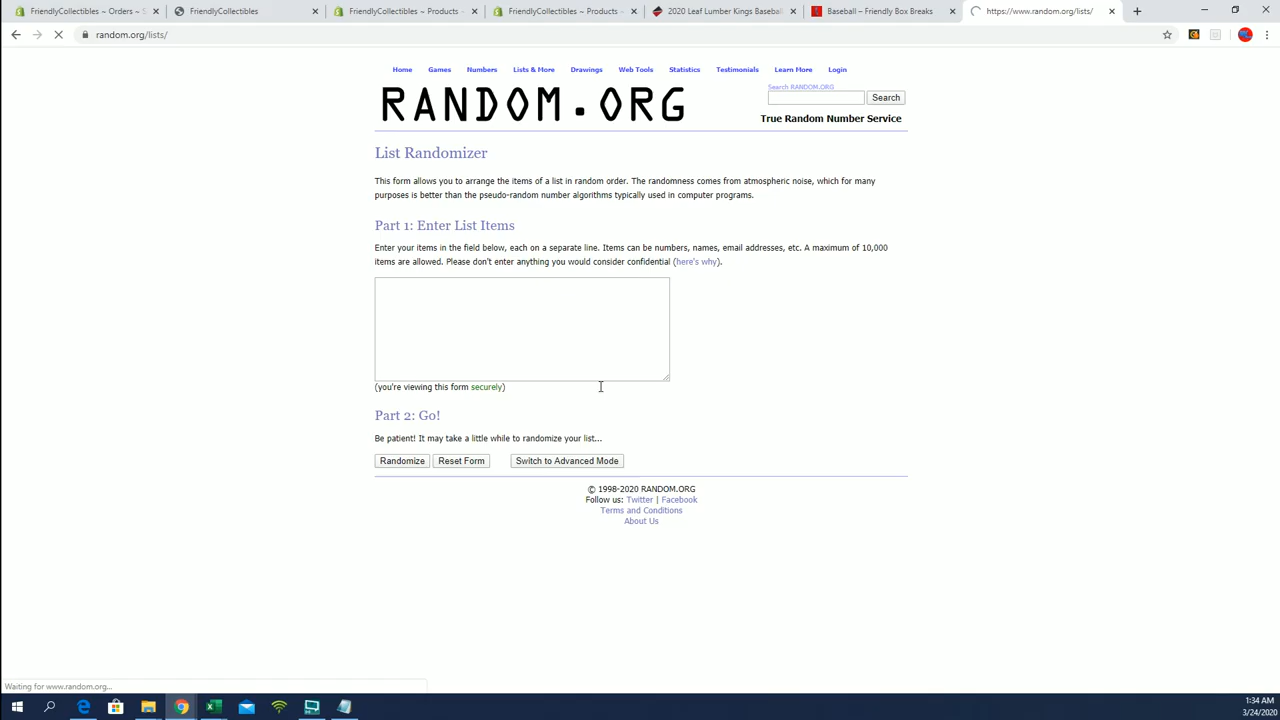 FriendlyCollectibles ~ Orders ~ S
FriendlyCollectibles
FriendlyCollectibles ~ Products ~
FriendlyCollectibles ~ Products ~
2020 Leaf Lumber Kings Baseball
Baseball – Friendly Box Breaks
https://www.random.org/lists/
random.org/lists/
Home Games Numbers Lists & More Drawings Web Tools Statistics Testimonials Learn More Login
RANDOM.ORG
Search RANDOM.ORG
Search
True Random Number Service
List Randomizer
This form allows you to arrange the items of a list in random order. The randomness comes from atmospheric noise, which for many
purposes is better than the pseudo-random number algorithms typically used in computer programs.
Part 1: Enter List Items
Enter your items in the field below, each on a separate line. Items can be numbers, names, email addresses, etc. A maximum of 10,000
items are allowed. Please don't enter anything you would consider confidential (here's why).
(you're viewing this form securely)
Part 2: Go!
Be patient! It may take a little while to randomize your list...
Randomize Reset Form Switch to Advanced Mode
© 1998-2020 RANDOM.ORG
Follow us: Twitter | Facebook
Terms and Conditions
About Us
Waiting for www.random.org...
1:34 AM
3/24/2020